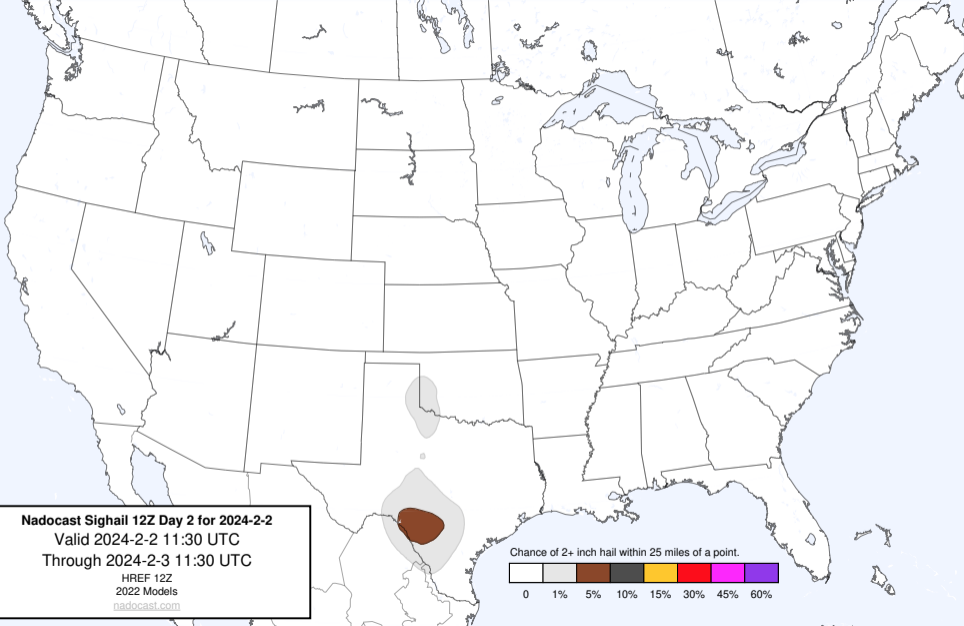 Nadocast Sighail 12Z Day 2 for 2024-2-2
Valid 2024-2-2 11:30 UTC
Through 2024-2-3 11:30 UTC
HREF 12Z
2022 Models
nadocast.com
Chance of 2+ inch hail within 25 miles of a point.
0 1% 5% 10% 15% 30% 45% 60%